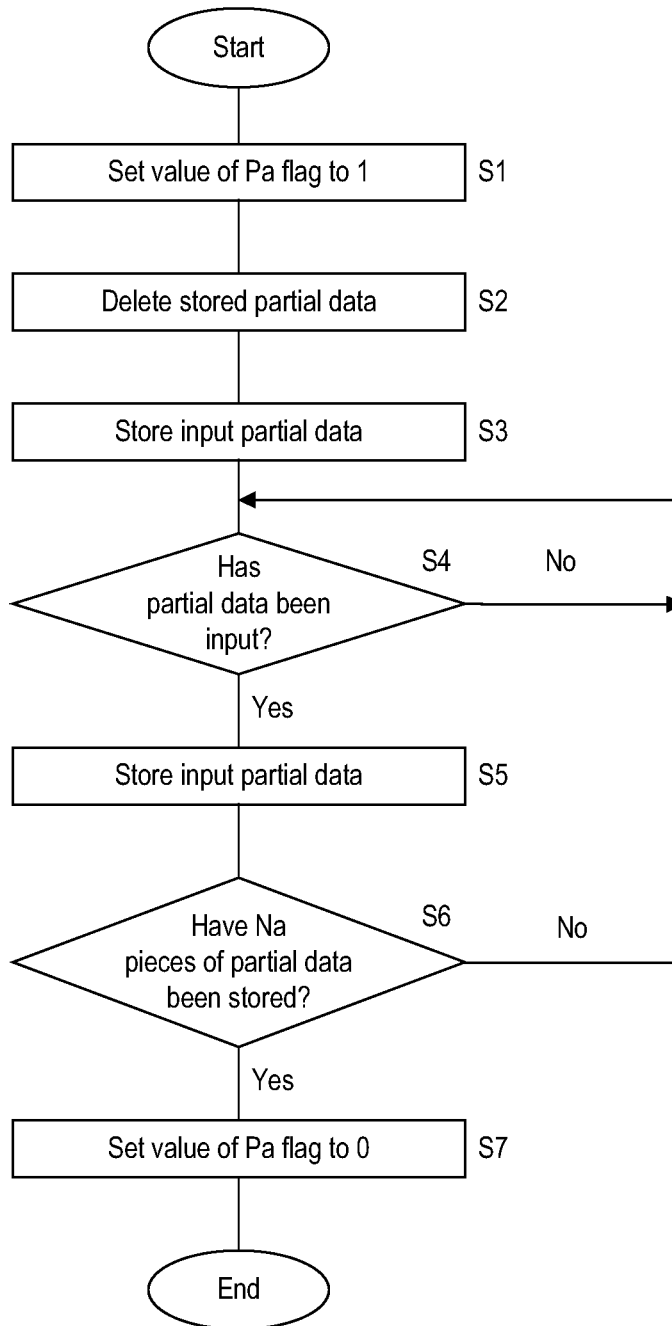 Start
Set value of Pa flag to 1
S1
Delete stored partial data
S2
Store input partial data
S3
Has
partial data been
input?
S4
No
Yes
Store input partial data
S5
Have Na
pieces of partial data
been stored?
S6
No
Yes
Set value of Pa flag to 0
S7
End